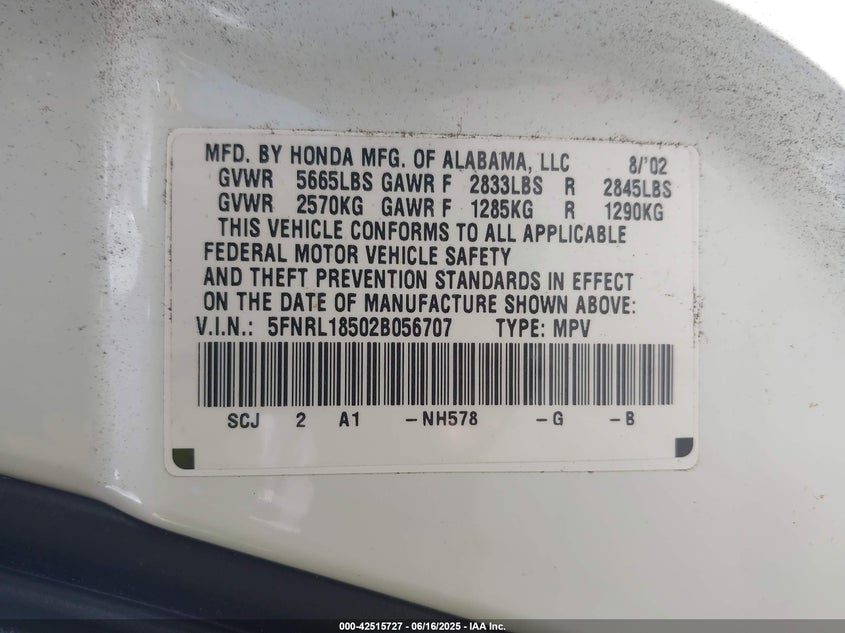 MFD. BY HONDA MFG. OF ALABAMA, LLC 8/'02
GVWR 5665LBS GAWR F 2833LBS R 2845LBS
GVWR 2570KG GAWR F 1285KG R 1290KG
THIS VEHICLE CONFORMS TO ALL APPLICABLE
FEDERAL MOTOR VEHICLE SAFETY
AND THEFT PREVENTION STANDARDS IN EFFECT
ON THE DATE OF MANUFACTURE SHOWN ABOVE:
V.I.N.: 5FNRL18502B056707 TYPE: MPV
SCJ 2 A1 -NH578 -G -B
000-42515727 - 06/16/2025 - IAA Inc.